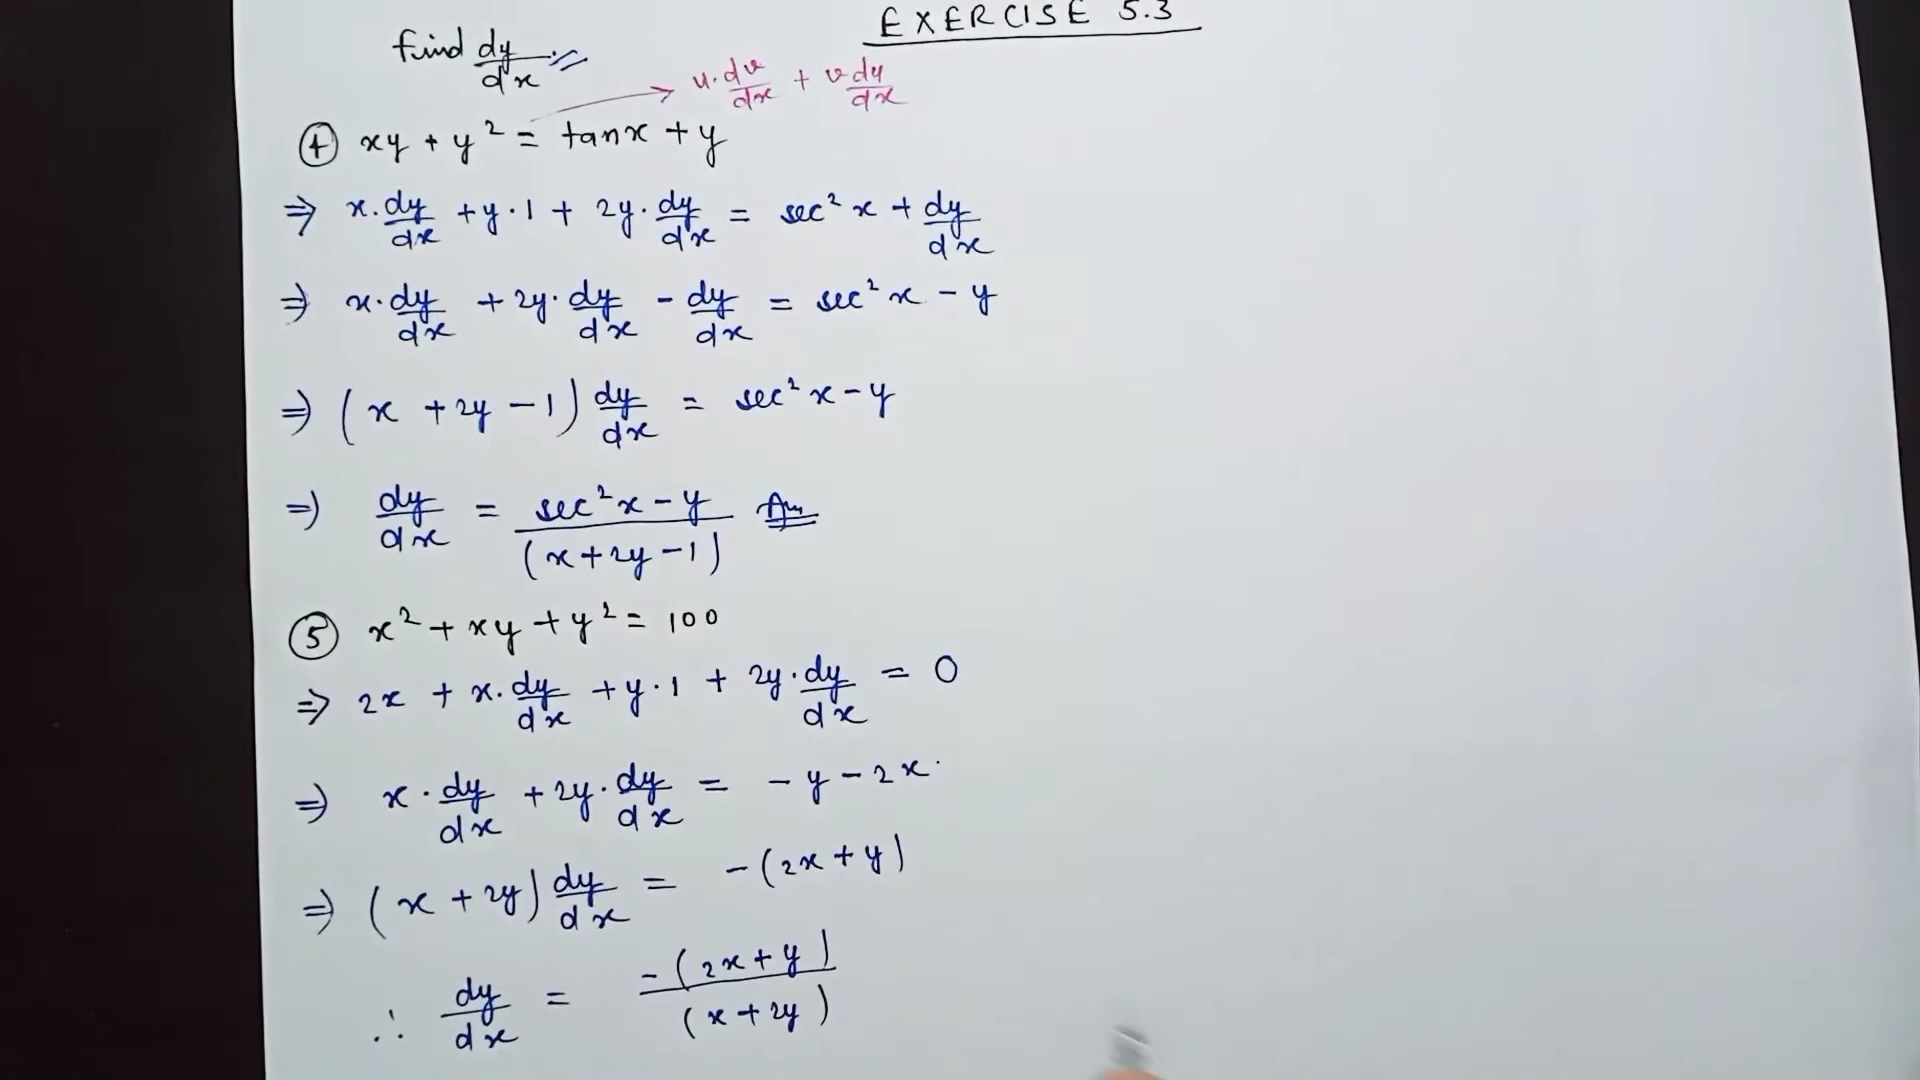 EXERCISE 5.3
find dy/dx
u.dv/dx + v dy/dx
④ xy + y² = tanx + y
⇒ x.dy/dx + y.1 + 2y.dy/dx = sec²x + dy/dx
⇒ x.dy/dx + 2y.dy/dx - dy/dx = sec²x - y
⇒ (x + 2y - 1) dy/dx = sec²x - y
⇒ dy/dx = sec²x - y/(x + 2y - 1) Ans
⑤ x² + xy + y² = 100
⇒ 2x + x.dy/dx + y.1 + 2y.dy/dx = 0
⇒ x.dy/dx + 2y.dy/dx = - y - 2x.
⇒ (x + 2y) dy/dx = -(2x + y)
∴ dy/dx = -(2x + y)/(x + 2y)